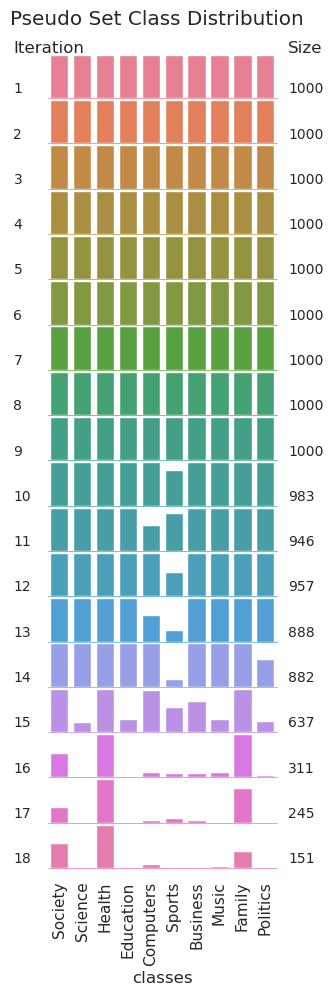 Pseudo Set Class Distribution
Iteration Size
1 1000
2 1000
3 1000
4 1000
5 1000
6 1000
7 1000
8 1000
9 1000
10 983
11 946
12 957
13 888
14 882
15 637
16 311
17 245
18 151
Society
Science
Health
Education
Computers
Sports
Business
Music
Family
Politics
classes